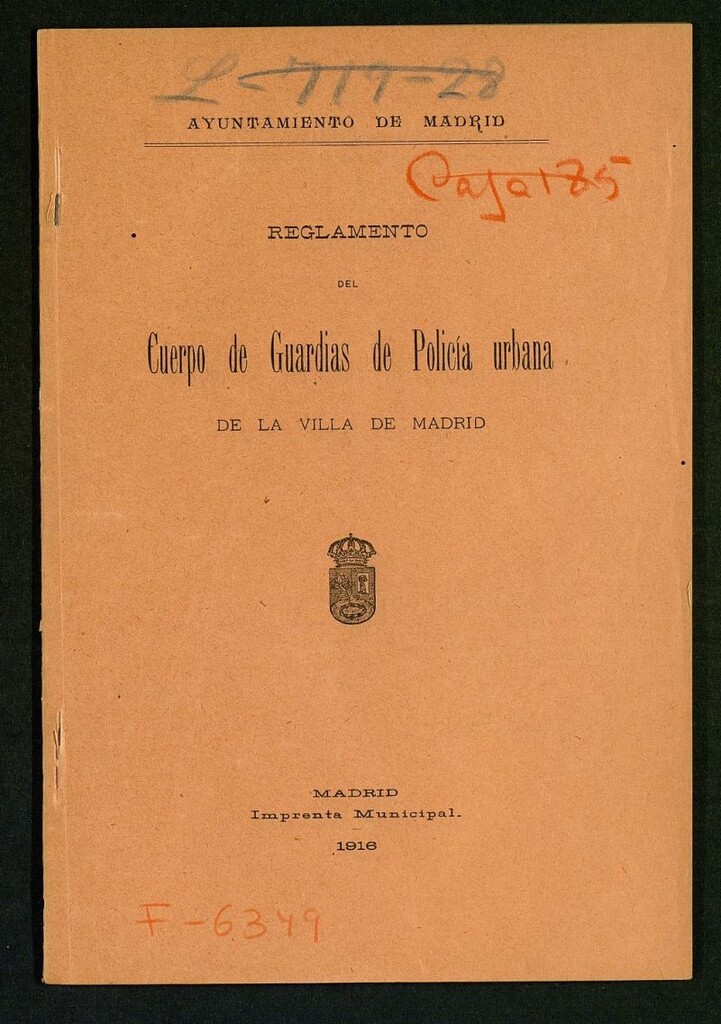 L-719-28
AYUNTAMIENTO DE MADRID
Caja 185
REGLAMENTO
DEL
Cuerpo de Guardias de Policía urbana
DE LA VILLA DE MADRID
MADRID
Imprenta Municipal.
1916
F-6349